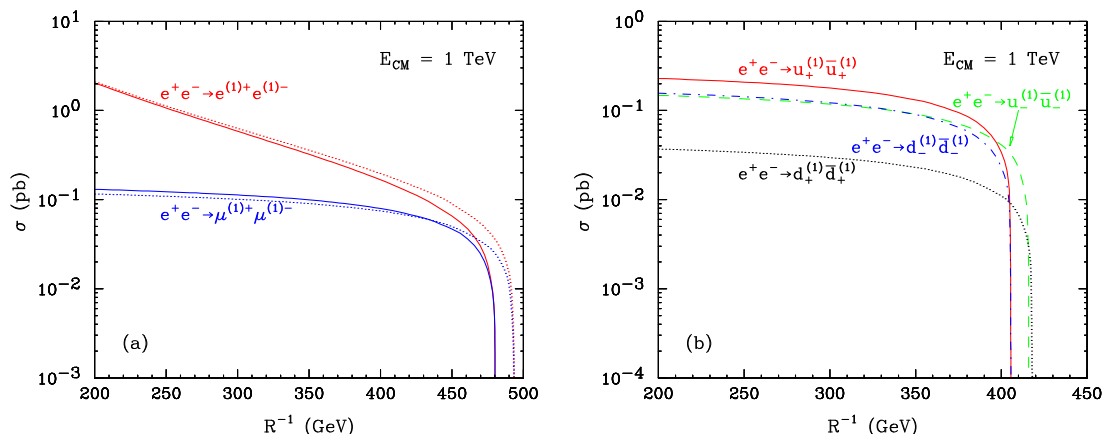 10¹
10⁰
10⁻¹
10⁻²
10⁻³
σ (pb)
E_CM = 1 TeV
e⁺e⁻→e⁽¹⁾⁺e⁽¹⁾⁻
e⁺e⁻→μ⁽¹⁾⁺μ⁽¹⁾⁻
(a)
200 250 300 350 400 450 500
R⁻¹ (GeV)
10⁰
10⁻¹
10⁻²
10⁻³
10⁻⁴
σ (pb)
e⁺e⁻→u₊⁽¹⁾ū₊⁽¹⁾
E_CM = 1 TeV
e⁺e⁻→u₋⁽¹⁾ū₋⁽¹⁾
e⁺e⁻→d₋⁽¹⁾d̄₋⁽¹⁾
e⁺e⁻→d₊⁽¹⁾d̄₊⁽¹⁾
(b)
200 250 300 350 400 450
R⁻¹ (GeV)